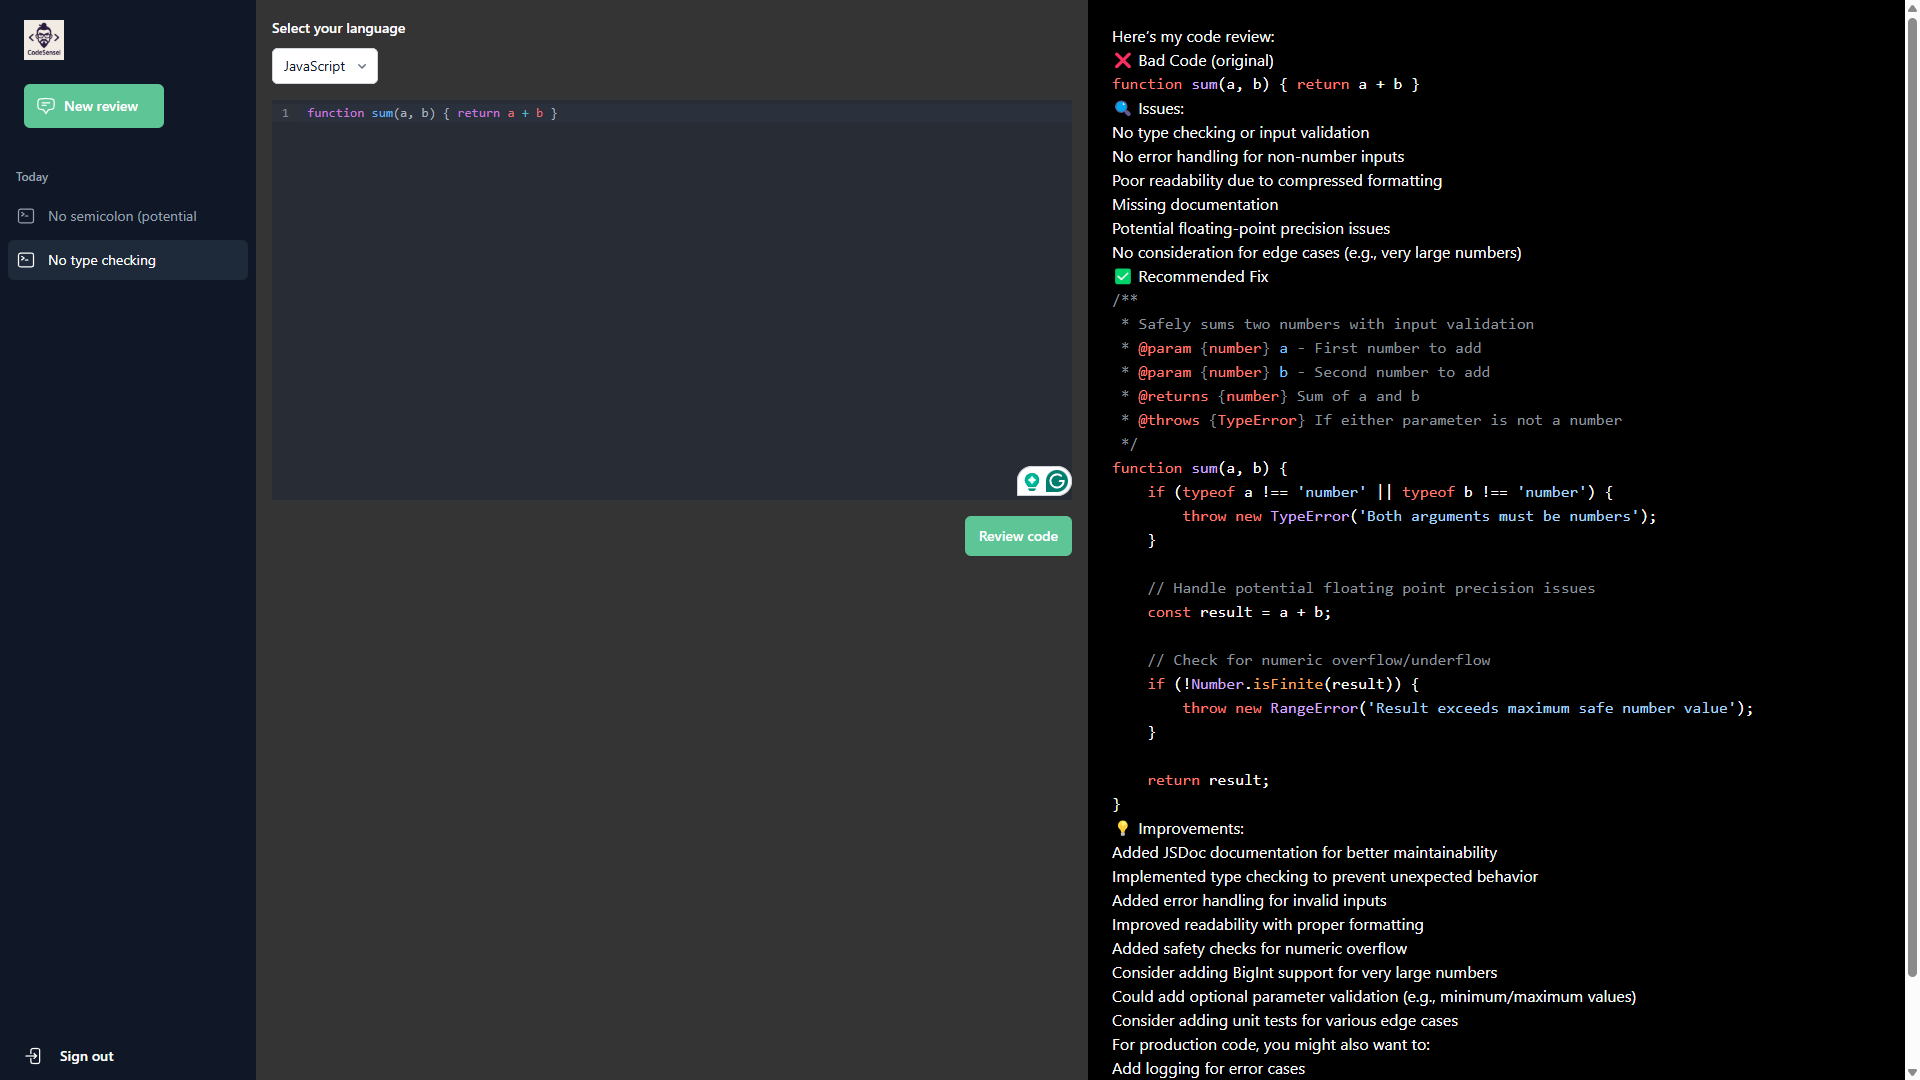 CodeSensei
New review
Today
No semicolon (potential
No type checking
Sign out
Select your language
JavaScript
1 function sum(a, b) { return a + b }
Review code
Here's my code review:
❌ Bad Code (original)
function sum(a, b) { return a + b }
🔍 Issues:
No type checking or input validation
No error handling for non-number inputs
Poor readability due to compressed formatting
Missing documentation
Potential floating-point precision issues
No consideration for edge cases (e.g., very large numbers)
✅ Recommended Fix
/**
 * Safely sums two numbers with input validation
 * @param {number} a - First number to add
 * @param {number} b - Second number to add
 * @returns {number} Sum of a and b
 * @throws {TypeError} If either parameter is not a number
 */
function sum(a, b) {
    if (typeof a !== 'number' || typeof b !== 'number') {
        throw new TypeError('Both arguments must be numbers');
    }
    // Handle potential floating point precision issues
    const result = a + b;
    // Check for numeric overflow/underflow
    if (!Number.isFinite(result)) {
        throw new RangeError('Result exceeds maximum safe number value');
    }
    return result;
}
💡 Improvements:
Added JSDoc documentation for better maintainability
Implemented type checking to prevent unexpected behavior
Added error handling for invalid inputs
Improved readability with proper formatting
Added safety checks for numeric overflow
Consider adding BigInt support for very large numbers
Could add optional parameter validation (e.g., minimum/maximum values)
Consider adding unit tests for various edge cases
For production code, you might also want to:
Add logging for error cases